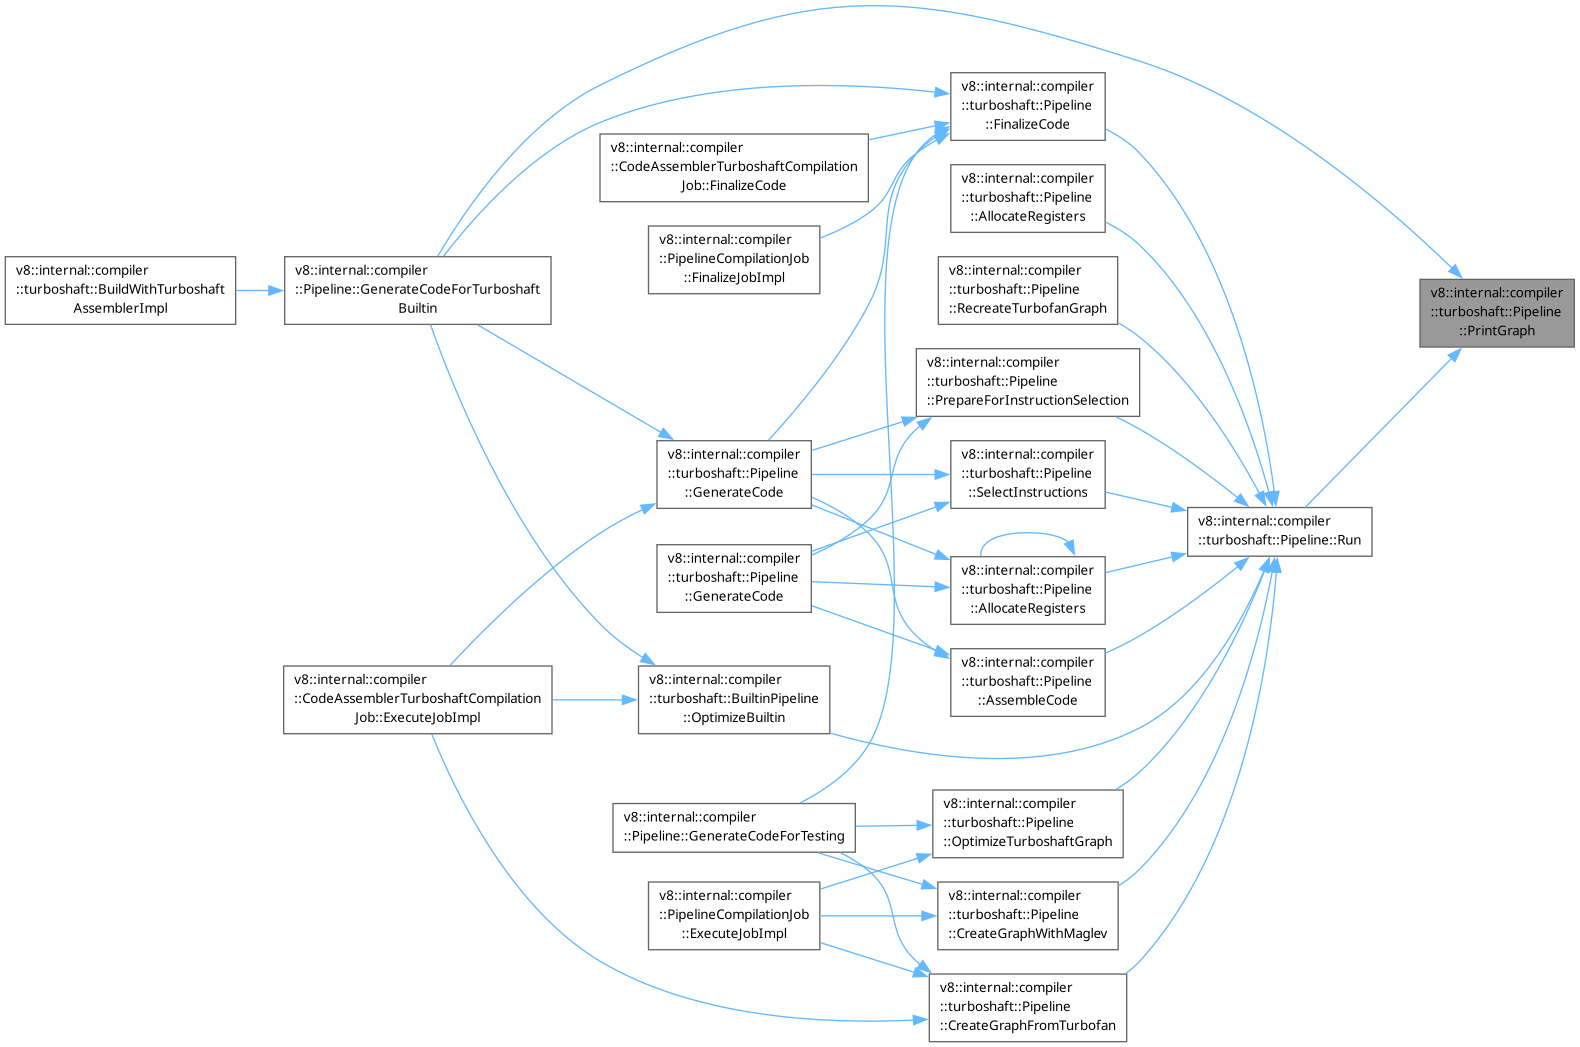 v8::internal::compiler
::turboshaft::Pipeline
::FinalizeCode
v8::internal::compiler
::CodeAssemblerTurboshaftCompilation
Job::FinalizeCode
v8::internal::compiler
::turboshaft::Pipeline
::AllocateRegisters
v8::internal::compiler
::PipelineCompilationJob
::FinalizeJobImpl
v8::internal::compiler
::turboshaft::BuildWithTurboshaft
AssemblerImpl
v8::internal::compiler
::Pipeline::GenerateCodeForTurboshaft
Builtin
v8::internal::compiler
::turboshaft::Pipeline
::RecreateTurbofanGraph
v8::internal::compiler
::turboshaft::Pipeline
::PrintGraph
v8::internal::compiler
::turboshaft::Pipeline
::PrepareForInstructionSelection
v8::internal::compiler
::turboshaft::Pipeline
::GenerateCode
v8::internal::compiler
::turboshaft::Pipeline
::SelectInstructions
v8::internal::compiler
::turboshaft::Pipeline::Run
v8::internal::compiler
::turboshaft::Pipeline
::GenerateCode
v8::internal::compiler
::turboshaft::Pipeline
::AllocateRegisters
v8::internal::compiler
::turboshaft::Pipeline
::AssembleCode
v8::internal::compiler
::CodeAssemblerTurboshaftCompilation
Job::ExecuteJobImpl
v8::internal::compiler
::turboshaft::BuiltinPipeline
::OptimizeBuiltin
v8::internal::compiler
::Pipeline::GenerateCodeForTesting
v8::internal::compiler
::turboshaft::Pipeline
::OptimizeTurboshaftGraph
v8::internal::compiler
::PipelineCompilationJob
::ExecuteJobImpl
v8::internal::compiler
::turboshaft::Pipeline
::CreateGraphWithMaglev
v8::internal::compiler
::turboshaft::Pipeline
::CreateGraphFromTurbofan